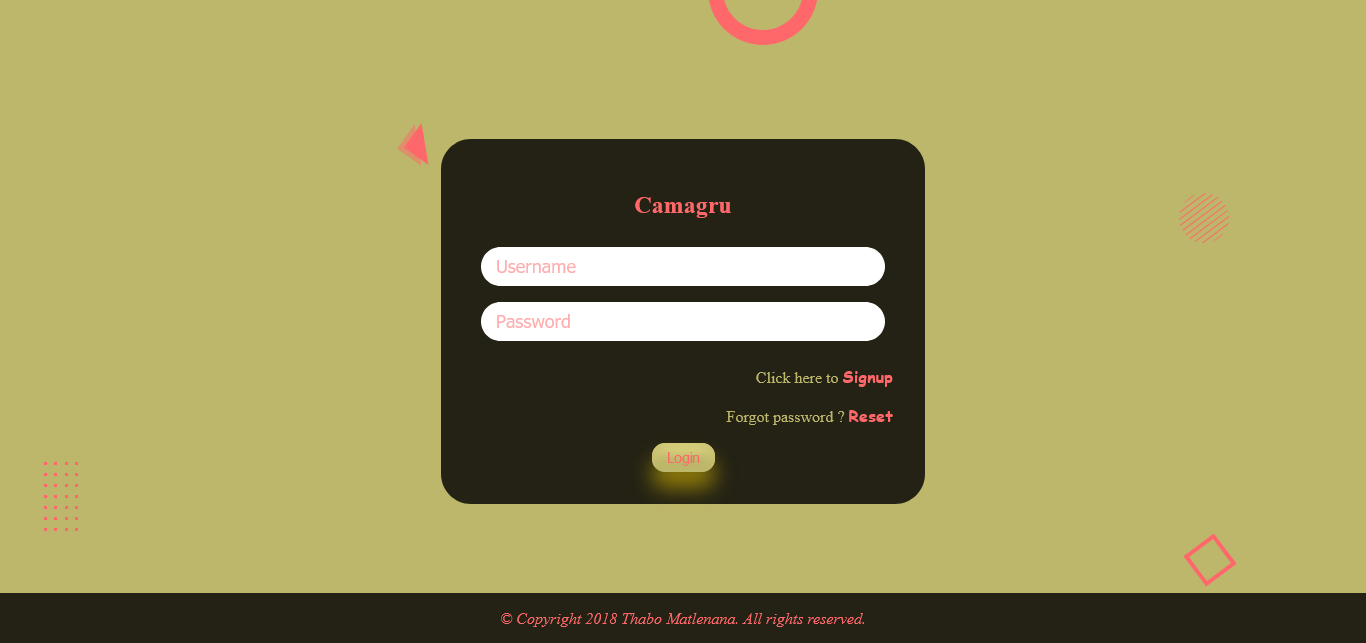 Camagru
Username
Password
Click here to Signup
Forgot password ? Reset
Login
© Copyright 2018 Thabo Matlenana. All rights reserved.